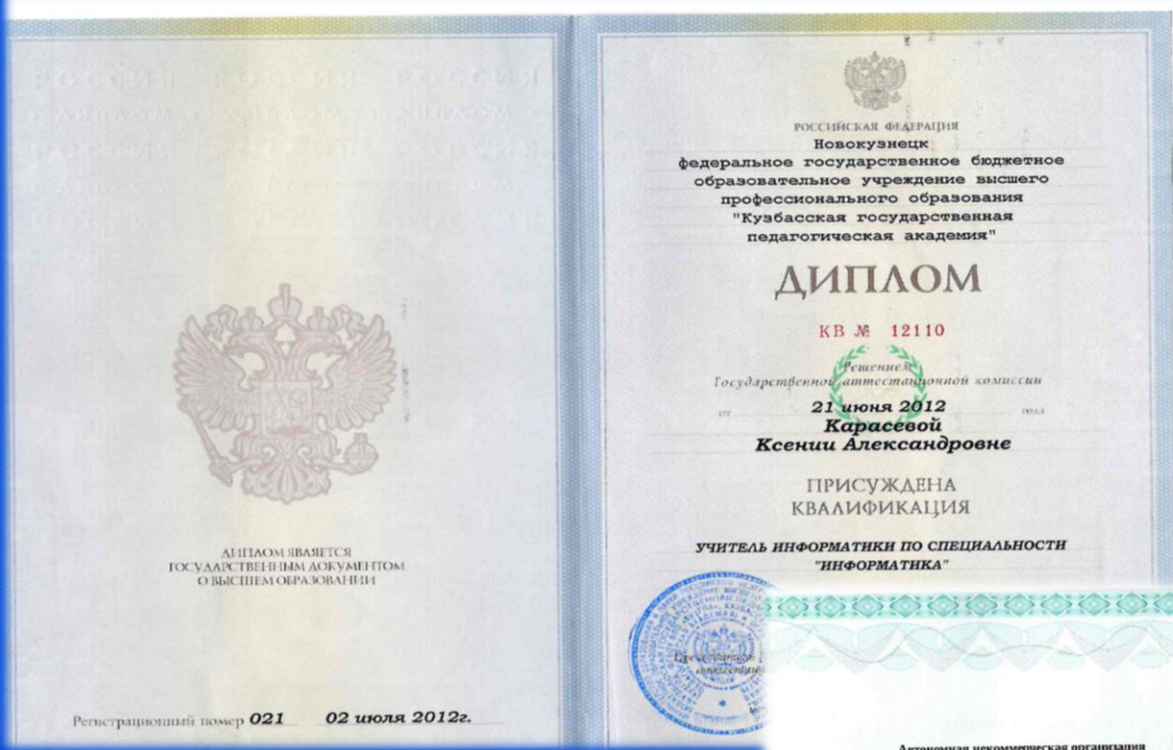 ДИПЛОМ ЯВЛЯЕТСЯ
ГОСУДАРСТВЕННЫМ ДОКУМЕНТОМ
О ВЫСШЕМ ОБРАЗОВАНИИ
Регистрационный номер 021 02 июля 2012г.
РОССИЙСКАЯ ФЕДЕРАЦИЯ
Новокузнецк
федеральное государственное бюджетное
образовательное учреждение высшего
профессионального образования
"Кузбасская государственная
педагогическая академия"
ДИПЛОМ
КВ № 12110
Решением
Государственной аттестационной комиссии
от 21 июня 2012 года
Карасевой
Ксении Александровне
ПРИСУЖДЕНА
КВАЛИФИКАЦИЯ
УЧИТЕЛЬ ИНФОРМАТИКИ ПО СПЕЦИАЛЬНОСТИ
"ИНФОРМАТИКА"
Автономная некоммерческая организация